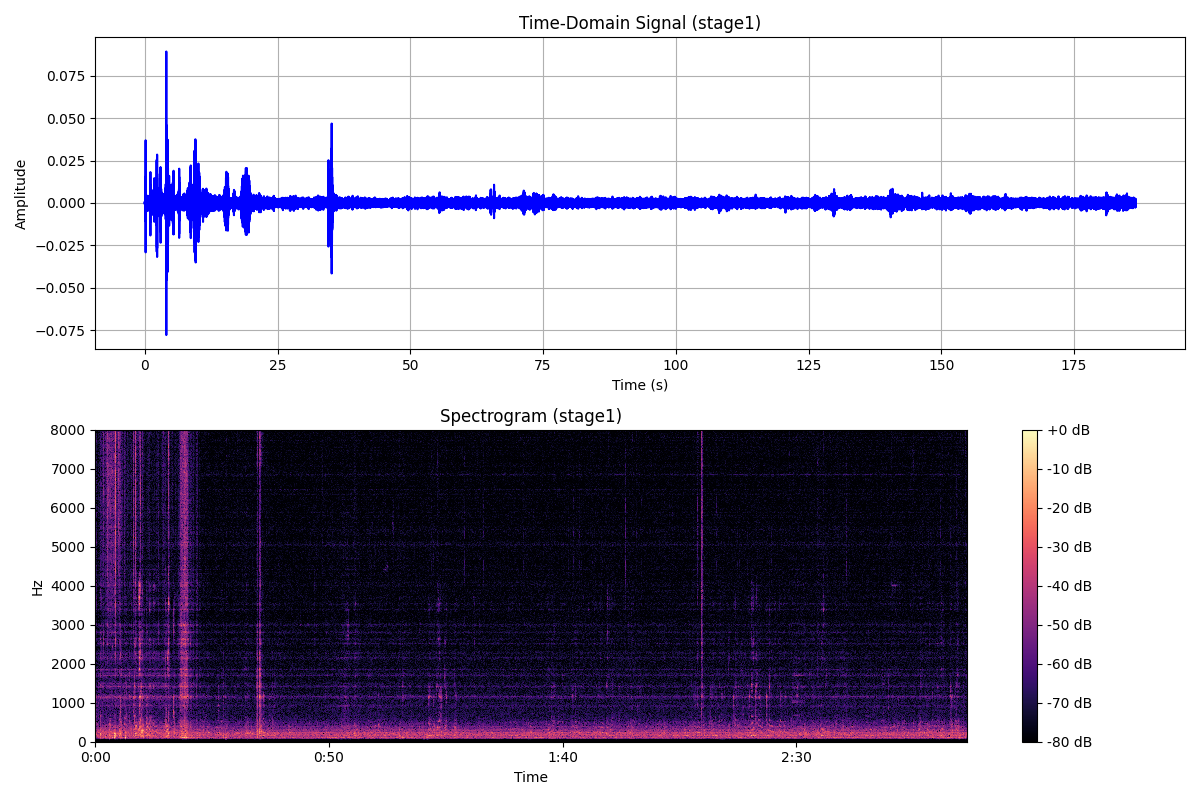 Time-Domain Signal (stage1)
Amplitude
0.075
0.050
0.025
0.000
−0.025
−0.050
−0.075
0 25 50 75 100 125 150 175
Time (s)
Spectrogram (stage1)
Hz
8000
7000
6000
5000
4000
3000
2000
1000
0
0:00 0:50 1:40 2:30
Time
+0 dB
-10 dB
-20 dB
-30 dB
-40 dB
-50 dB
-60 dB
-70 dB
-80 dB